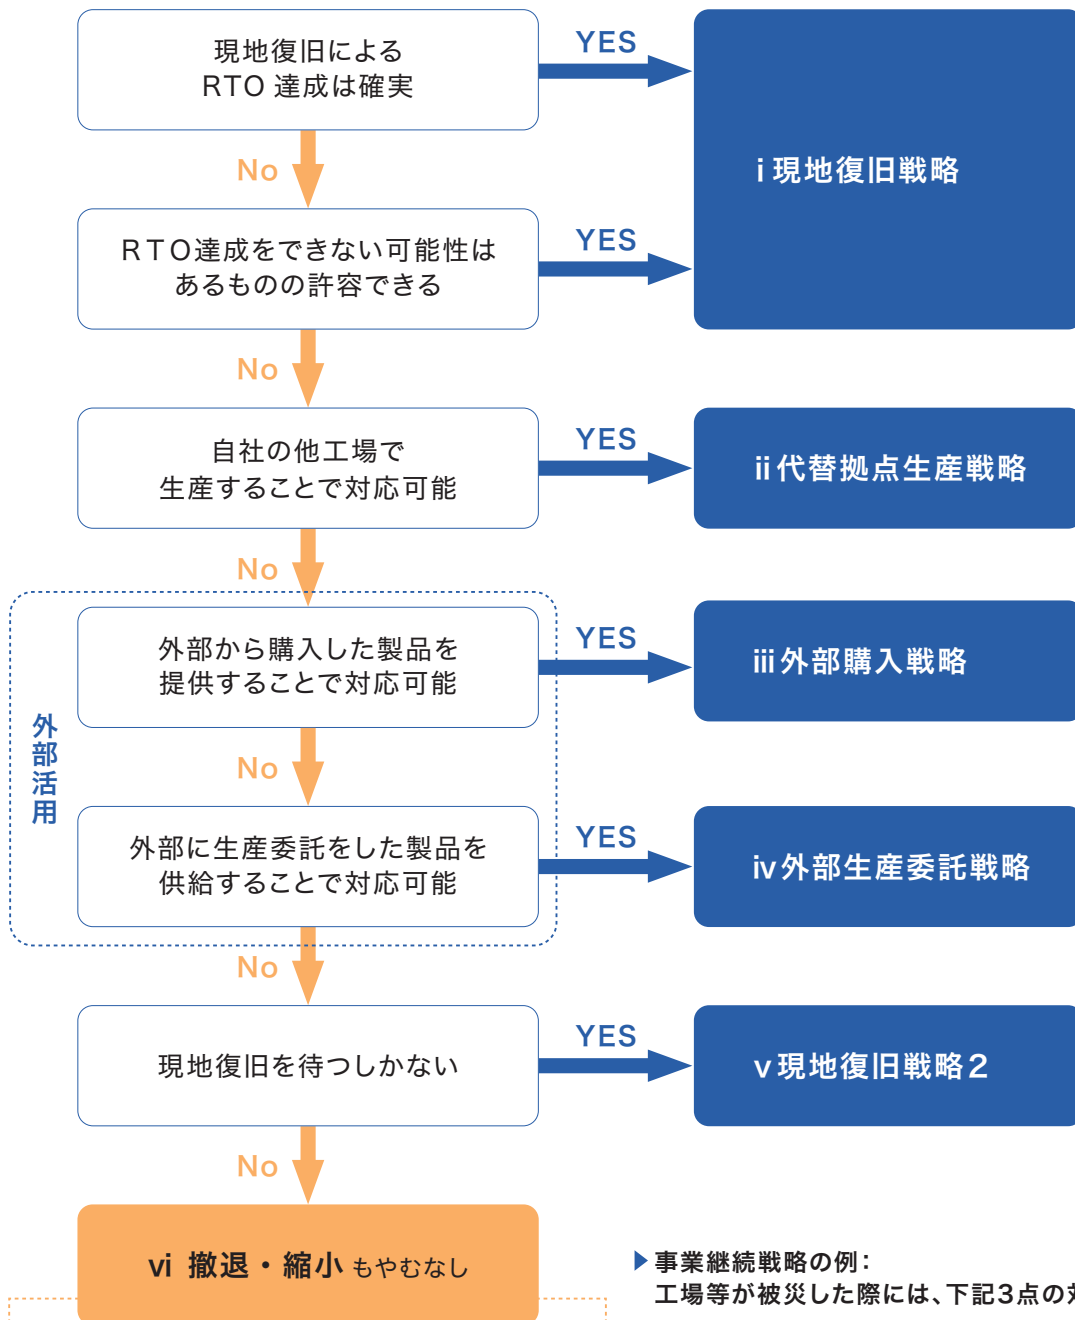 現地復旧による
RTO 達成は確実
YES
i 現地復旧戦略
No
RTO達成をできない可能性は
あるものの許容できる
YES
No
自社の他工場で
生産することで対応可能
YES
ii 代替拠点生産戦略
No
外部活用
外部から購入した製品を
提供することで対応可能
YES
iii 外部購入戦略
No
外部に生産委託をした製品を
供給することで対応可能
YES
iv 外部生産委託戦略
No
現地復旧を待つしかない
YES
v 現地復旧戦略2
No
vi 撤退・縮小 もやむなし
▶事業継続戦略の例：
工場等が被災した際には、下記3点の